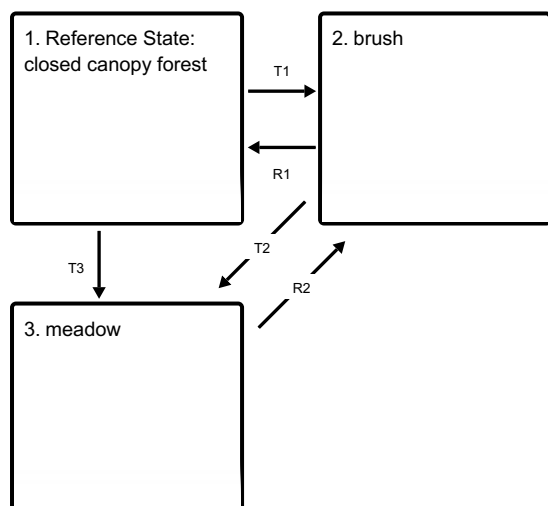 1. Reference State:
closed canopy forest
2. brush
T1
R1
T2
T3
R2
3. meadow